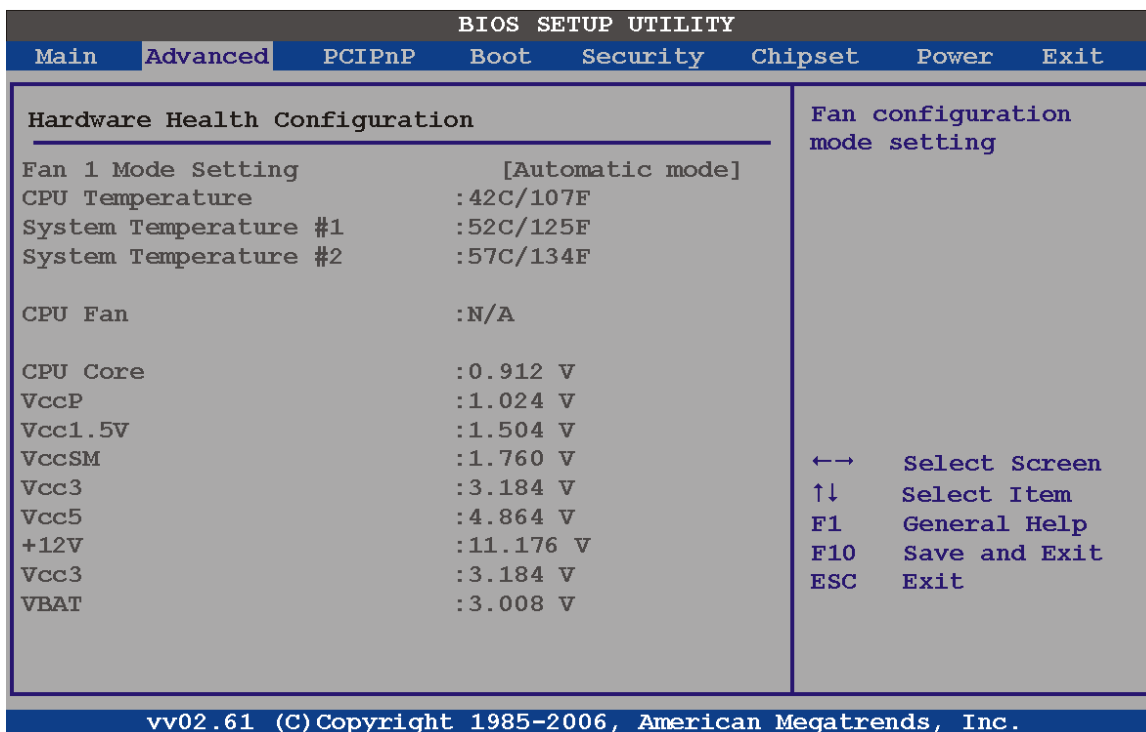 BIOS SETUP UTILITY
Main Advanced PCIPnP Boot Security Chipset Power Exit
Hardware Health Configuration
Fan 1 Mode Setting [Automatic mode]
CPU Temperature :42C/107F
System Temperature #1 :52C/125F
System Temperature #2 :57C/134F
CPU Fan :N/A
CPU Core :0.912 V
VccP :1.024 V
Vcc1.5V :1.504 V
VccSM :1.760 V
Vcc3 :3.184 V
Vcc5 :4.864 V
+12V :11.176 V
Vcc3 :3.184 V
VBAT :3.008 V
Fan configuration
mode setting
←→ Select Screen
↑↓ Select Item
F1 General Help
F10 Save and Exit
ESC Exit
vv02.61 (C)Copyright 1985-2006, American Megatrends, Inc.